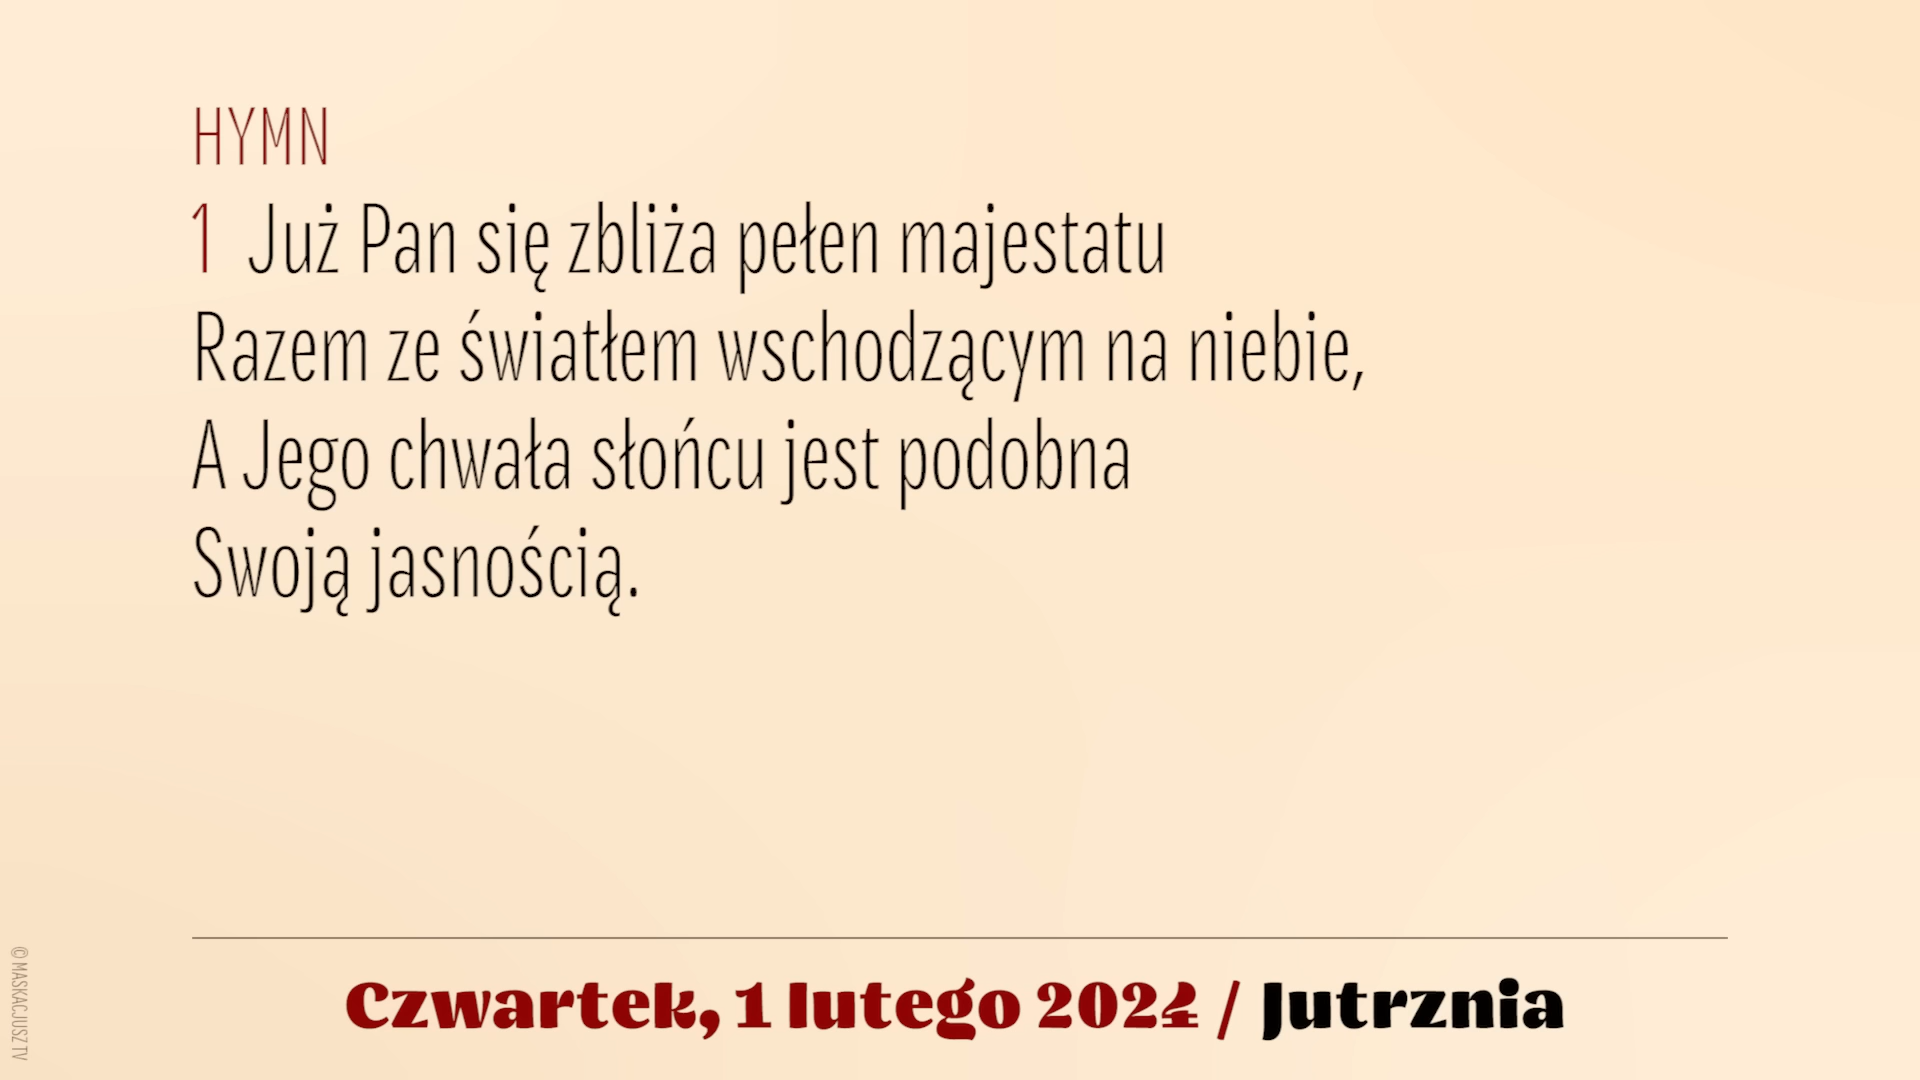 HYMN
1 Już Pan się zbliża pełen majestatu
Razem ze światłem wschodzącym na niebie,
A Jego chwała słońcu jest podobna
Swoją jasnością.
Czwartek, 1 lutego 2024 / Jutrznia
© MASKACJUSZ TV